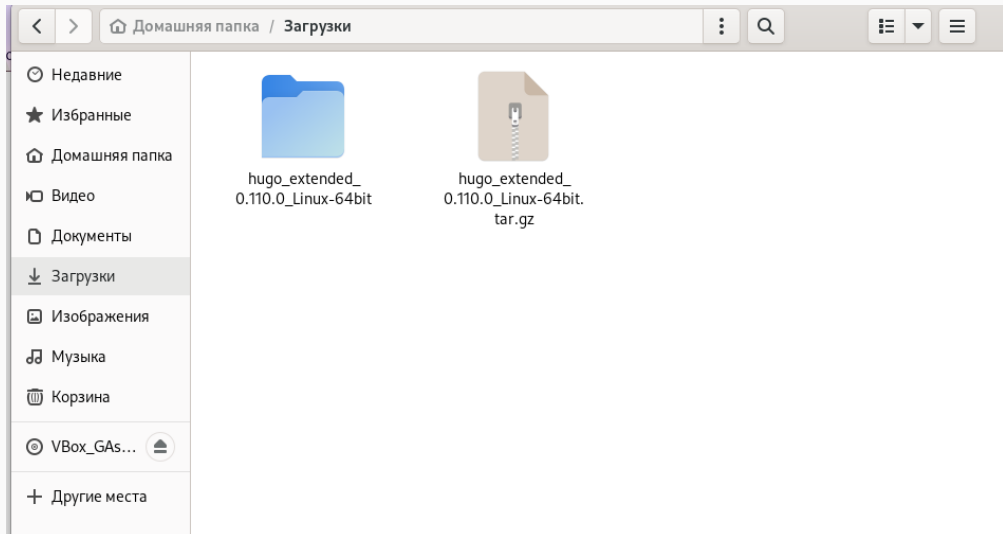 Домашняя папка / Загрузки
Недавние
Избранные
Домашняя папка
Видео
Документы
Загрузки
Изображения
Музыка
Корзина
VBox_GAs...
Другие места
hugo_extended_
0.110.0_Linux-64bit
hugo_extended_
0.110.0_Linux-64bit.
tar.gz